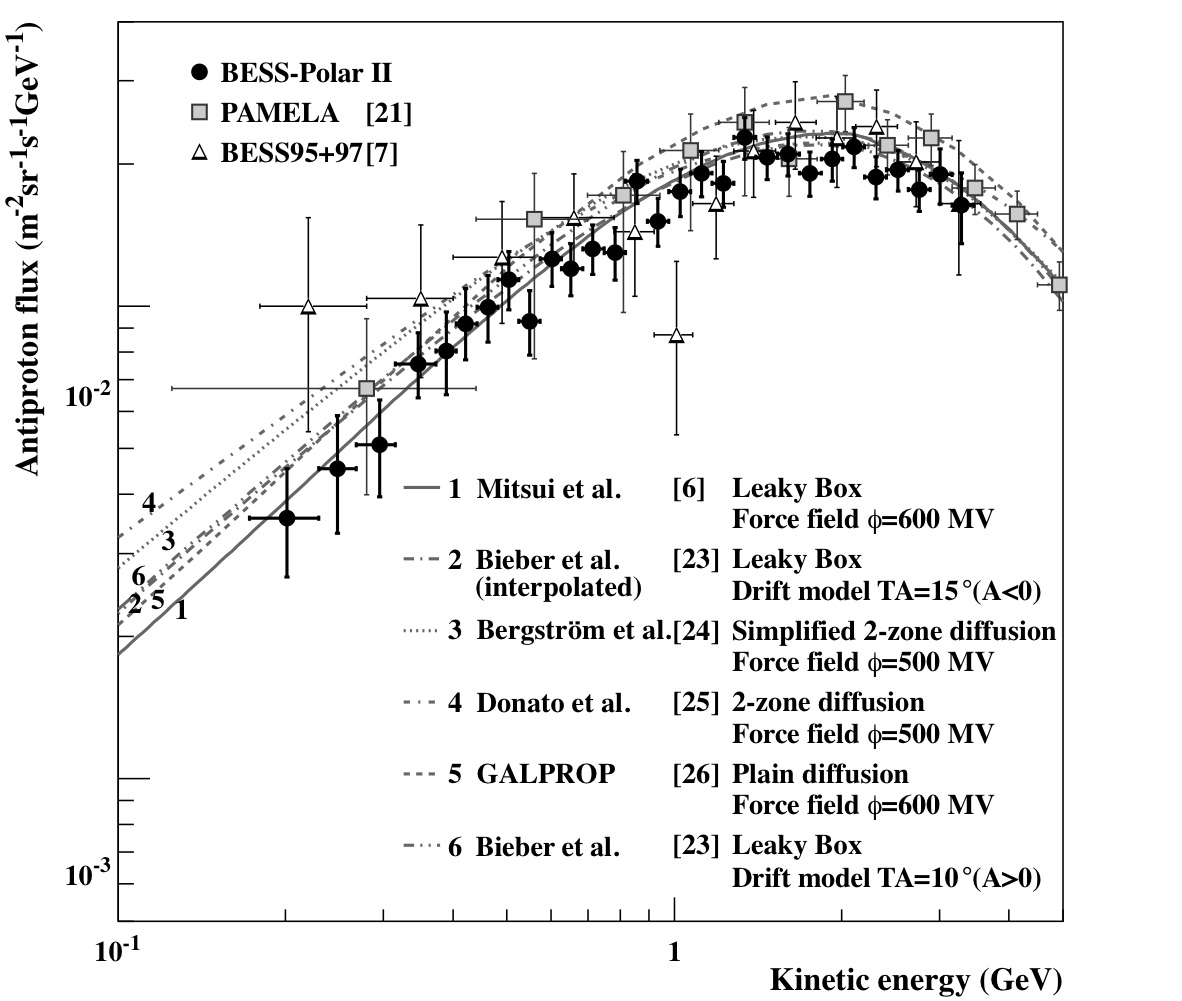 Antiproton flux (m-2sr-1s-1GeV-1)
BESS-Polar II
PAMELA [21]
BESS95+97[7]
10-2
4
3
6
2 5 1
1 Mitsui et al. [6] Leaky Box
Force field ϕ=600 MV
2 Bieber et al. [23] Leaky Box
(interpolated) Drift model TA=15°(A<0)
3 Bergström et al.[24] Simplified 2-zone diffusion
Force field ϕ=500 MV
4 Donato et al. [25] 2-zone diffusion
Force field ϕ=500 MV
5 GALPROP [26] Plain diffusion
Force field ϕ=600 MV
6 Bieber et al. [23] Leaky Box
Drift model TA=10°(A>0)
10-3
10-1 1
Kinetic energy (GeV)